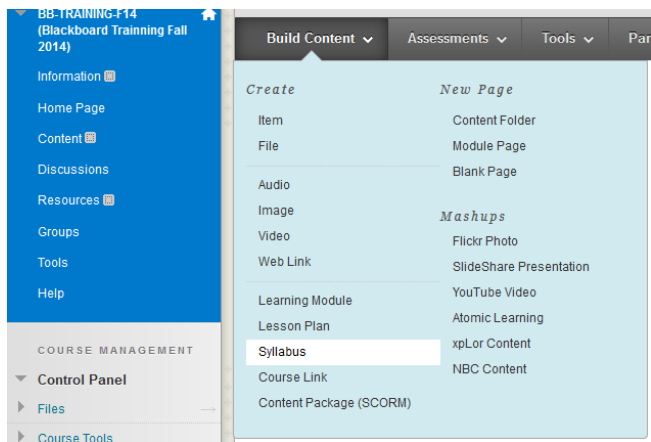 BB-TRAINING-F14
(Blackboard Trainning Fall
2014)
Information
Home Page
Content
Discussions
Resources
Groups
Tools
Help
COURSE MANAGEMENT
Control Panel
Files
Course Tools
Build Content
Assessments
Tools
Par
Create
Item
File
Audio
Image
Video
Web Link
Learning Module
Lesson Plan
Syllabus
Course Link
Content Package (SCORM)
New Page
Content Folder
Module Page
Blank Page
Mashups
Flickr Photo
SlideShare Presentation
YouTube Video
Atomic Learning
xpLor Content
NBC Content